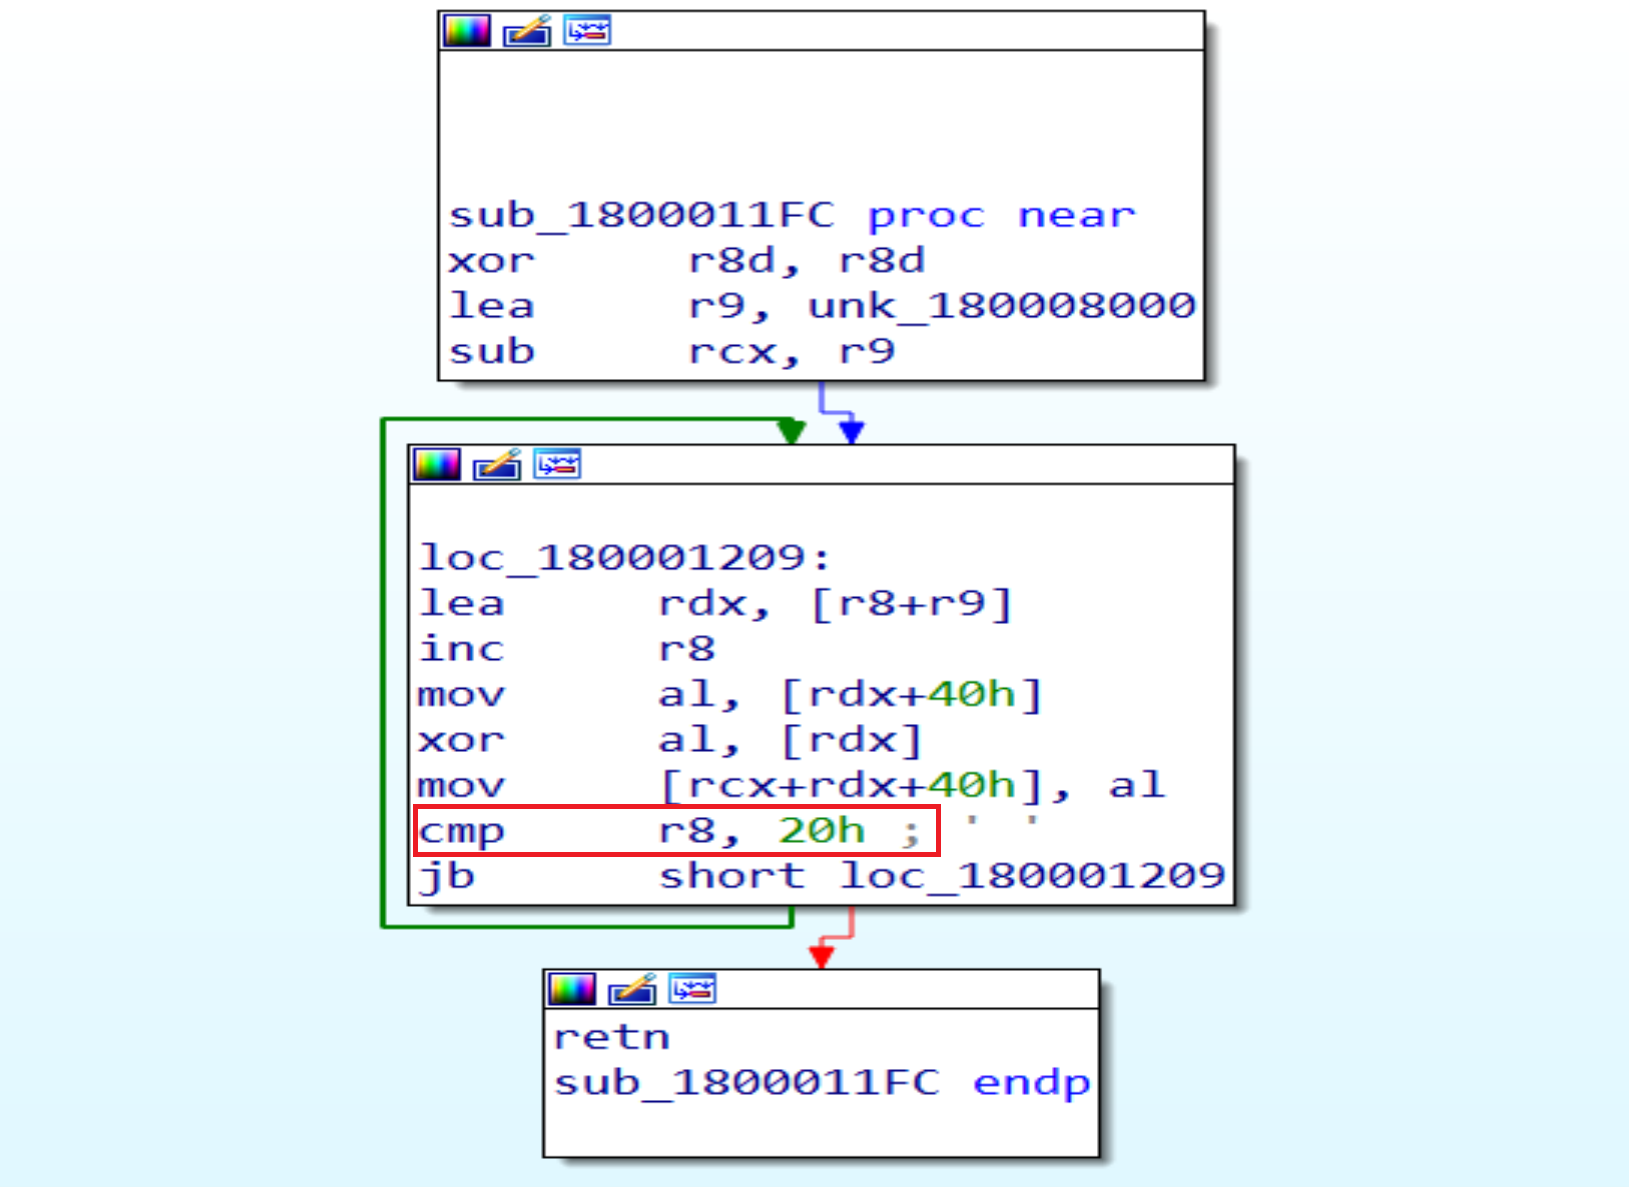 sub_1800011FC proc near
xor r8d, r8d
lea r9, unk_180008000
sub rcx, r9
loc_180001209:
lea rdx, [r8+r9]
inc r8
mov al, [rdx+40h]
xor al, [rdx]
mov [rcx+rdx+40h], al
cmp r8, 20h ; ' '
jb short loc_180001209
retn
sub_1800011FC endp